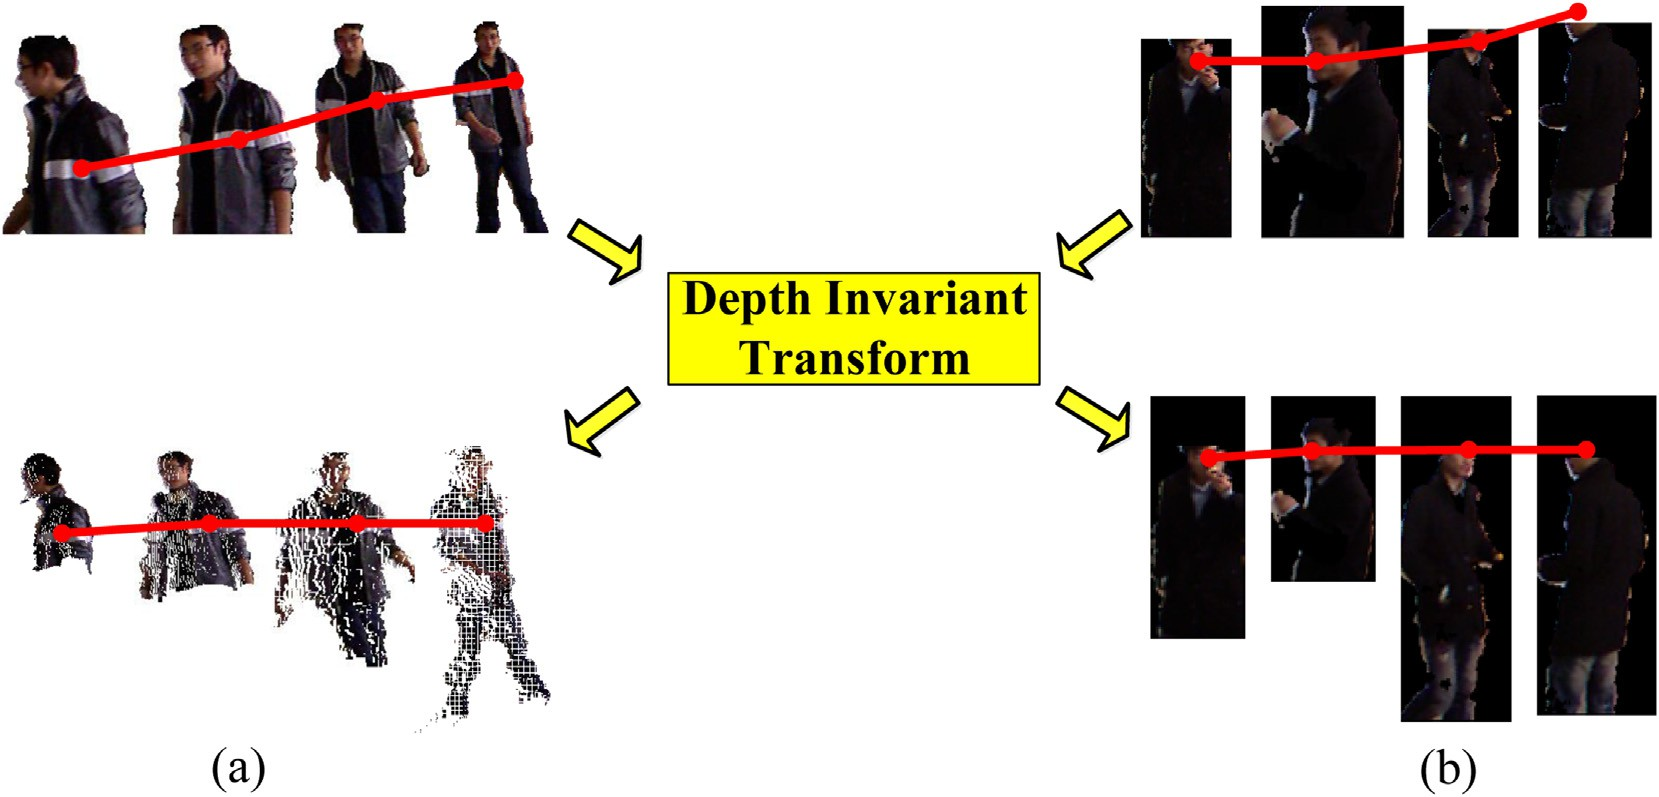 Depth Invariant
Transform
(a)
(b)